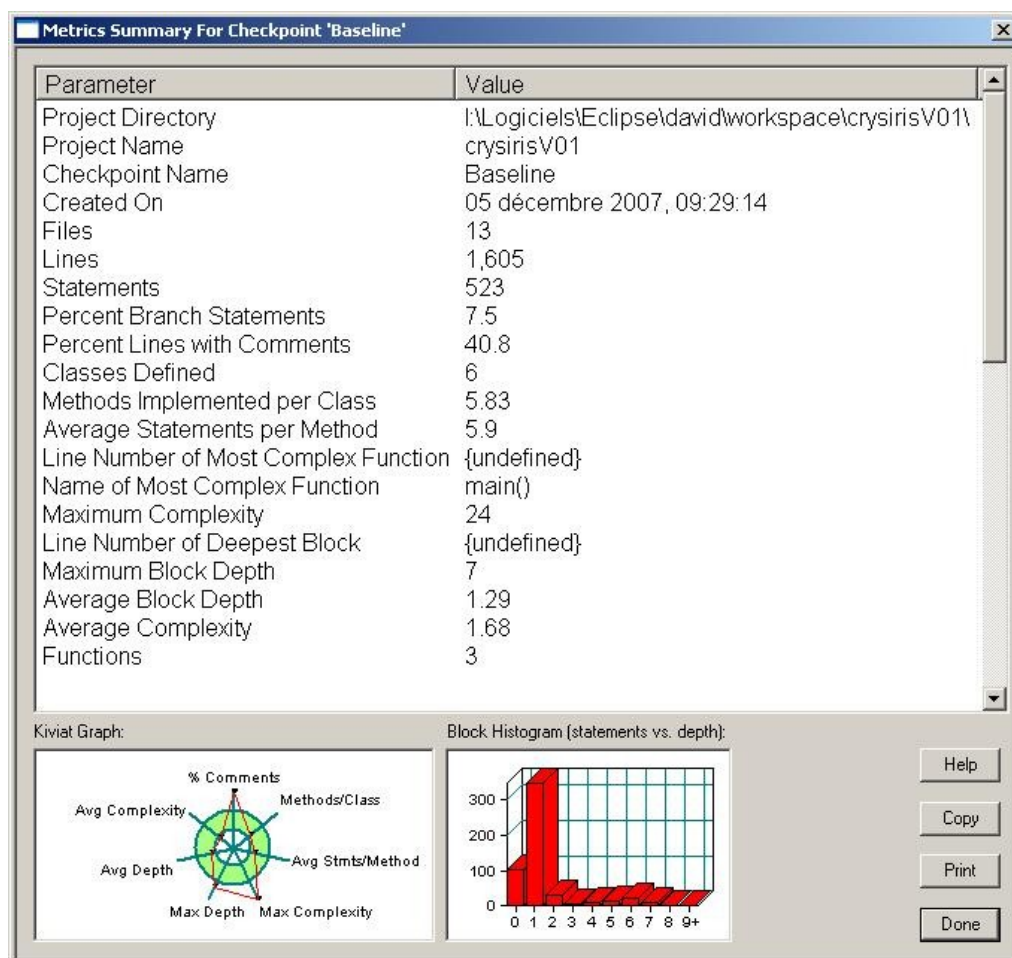 Metrics Summary For Checkpoint 'Baseline'
Parameter Value
Project Directory I:\Logiciels\Eclipse\david\workspace\crysirisV01\
Project Name crysirisV01
Checkpoint Name Baseline
Created On 05 décembre 2007, 09:29:14
Files 13
Lines 1,605
Statements 523
Percent Branch Statements 7.5
Percent Lines with Comments 40.8
Classes Defined 6
Methods Implemented per Class 5.83
Average Statements per Method 5.9
Line Number of Most Complex Function {undefined}
Name of Most Complex Function main()
Maximum Complexity 24
Line Number of Deepest Block {undefined}
Maximum Block Depth 7
Average Block Depth 1.29
Average Complexity 1.68
Functions 3
Kiviat Graph:
% Comments
Methods/Class
Avg Complexity
Avg Stmts/Method
Avg Depth
Max Depth Max Complexity
Block Histogram (statements vs. depth):
300
200
100
0
0 1 2 3 4 5 6 7 8 9+
Help
Copy
Print
Done